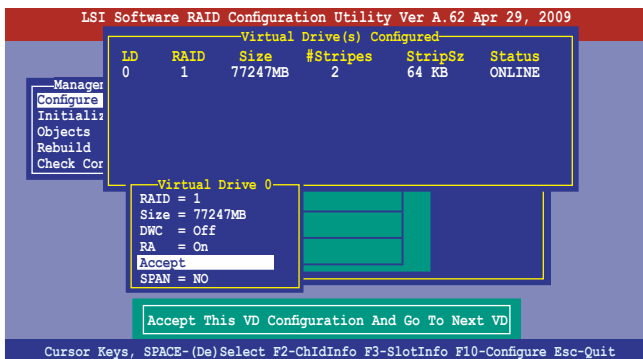 LSI Software RAID Configuration Utility Ver A.62 Apr 29, 2009
Virtual Drive(s) Configured
LD RAID Size #Stripes StripSz Status
0 1 77247MB 2 64 KB ONLINE
Manager
Configure
Initializ
Objects
Rebuild
Check Con
Virtual Drive 0
RAID = 1
Size = 77247MB
DWC = Off
RA = On
Accept
SPAN = NO
Accept This VD Configuration And Go To Next VD
Cursor Keys, SPACE-(De)Select F2-ChIdInfo F3-SlotInfo F10-Configure Esc-Quit